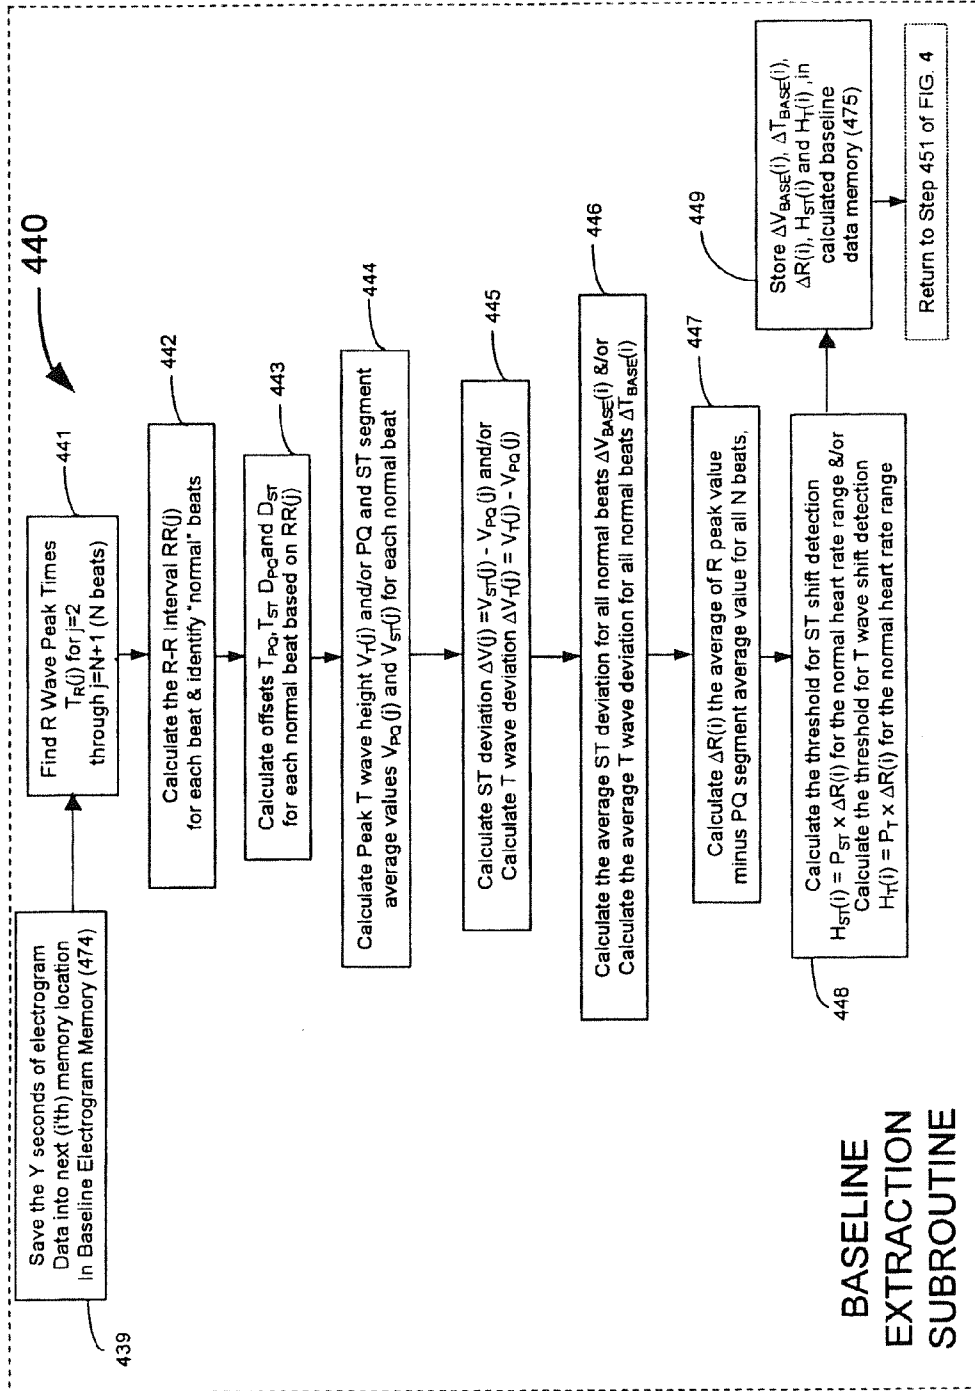 440
Save the Y seconds of electrogram
Data into next (i'th) memory location
In Baseline Electrogram Memory (474)
439
Find R Wave Peak Times
T_R(j) for j=2
through j=N+1 (N beats)
441
Calculate the R-R interval RR(j)
for each beat & identify "normal" beats
442
Calculate offsets T_PQ, T_ST D_PQ and D_ST
for each normal beat based on RR(j)
443
Calculate Peak T wave height V_T(j) and/or PQ and ST segment
average values V_PQ (j) and V_ST(j) for each normal beat
444
Calculate ST deviation ΔV(j) =V_ST(j) - V_PQ (j) and/or
Calculate T wave deviation ΔV_T(j) = V_T(j) - V_PQ (j)
445
Calculate the average ST deviation for all normal beats ΔV_BASE(i) &/or
Calculate the average T wave deviation for all normal beats ΔT_BASE(i)
446
Calculate ΔR(i) the average of R peak value
minus PQ segment average value for all N beats,
447
Calculate the threshold for ST shift detection
H_ST(i) = P_ST x ΔR(i) for the normal heart rate range &/or
Calculate the threshold for T wave shift detection
H_T(i) = P_T x ΔR(i) for the normal heart rate range
448
Store ΔV_BASE(i), ΔT_BASE(i),
ΔR(i), H_ST(i) and H_T(i) ,in
calculated baseline
data memory (475)
449
Return to Step 451 of FIG. 4
BASELINE
EXTRACTION
SUBROUTINE